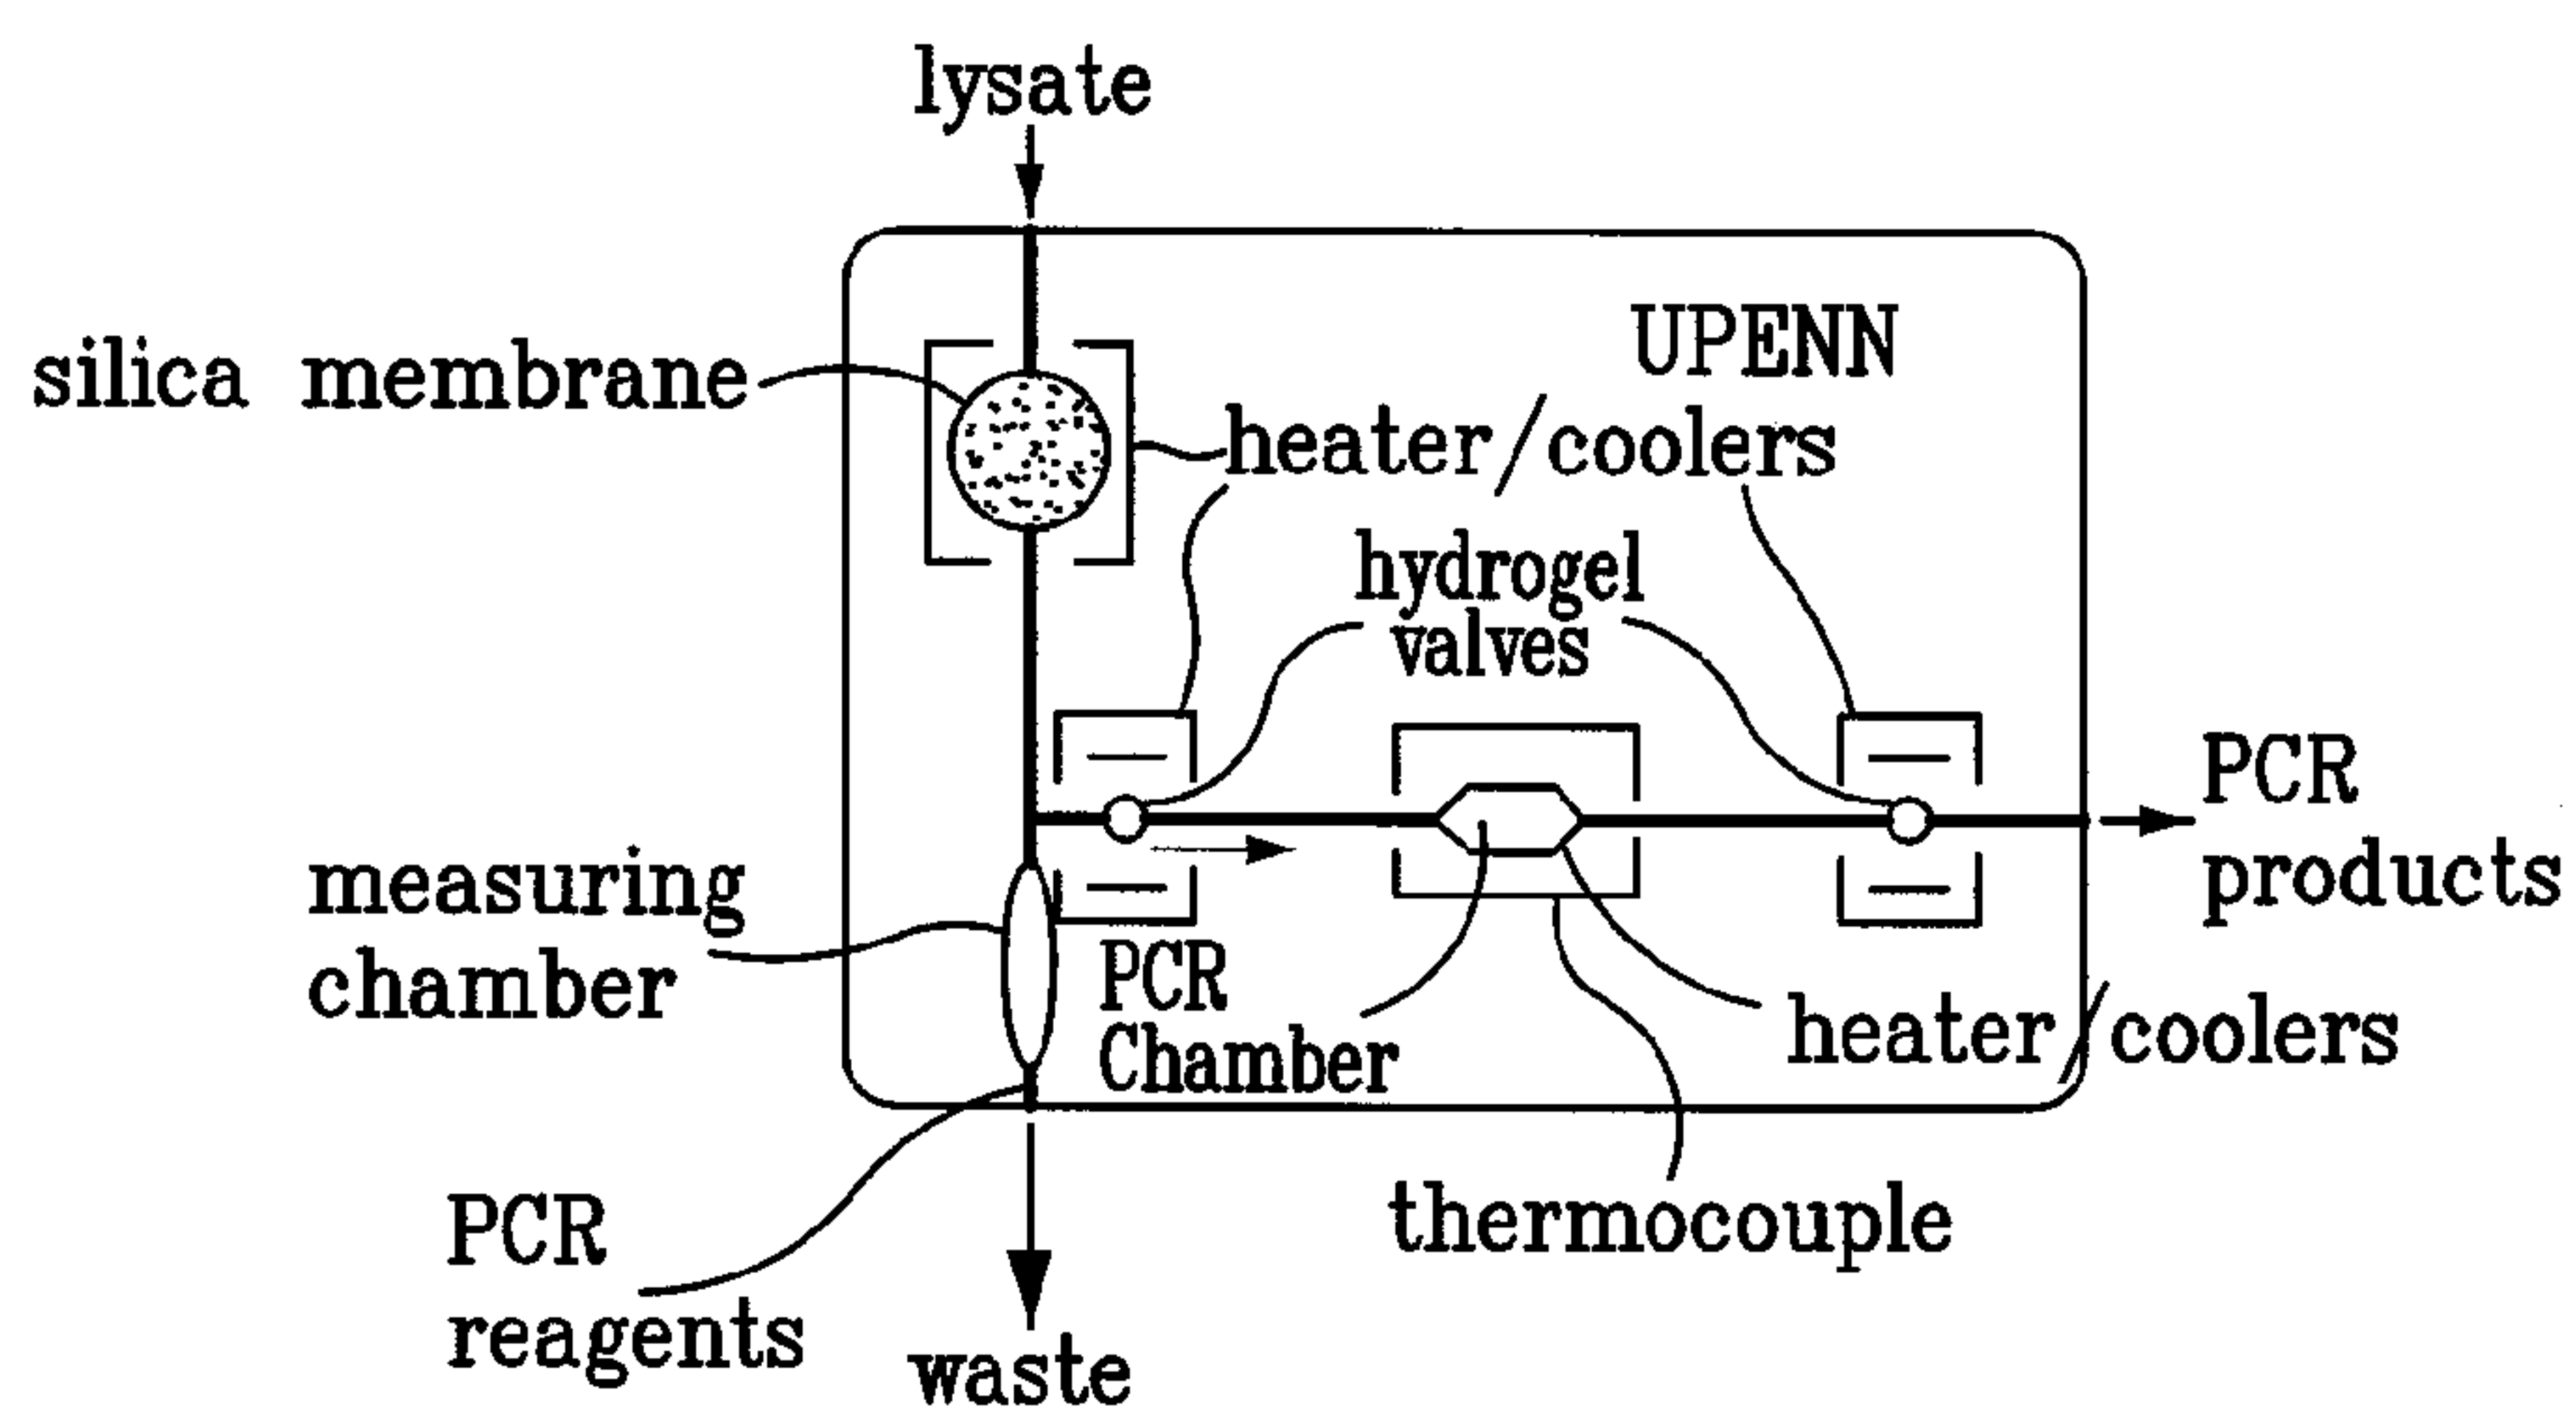 lysate
silica membrane
UPENN
heater/coolers
hydrogel
valves
PCR
products
measuring
chamber
PCR
Chamber
heater/coolers
thermocouple
PCR
reagents
waste